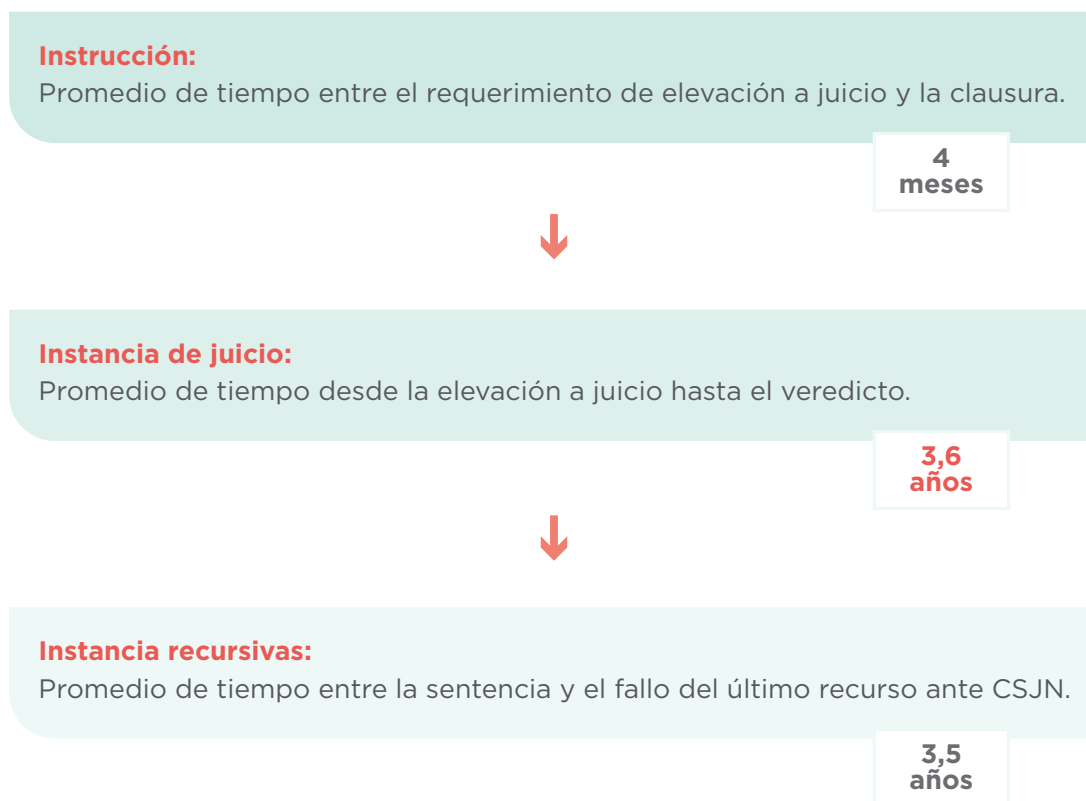 Instrucción:
Promedio de tiempo entre el requerimiento de elevación a juicio y la clausura.
4
meses
Instancia de juicio:
Promedio de tiempo desde la elevación a juicio hasta el veredicto.
3,6
años
Instancia recursivas:
Promedio de tiempo entre la sentencia y el fallo del último recurso ante CSJN.
3,5
años